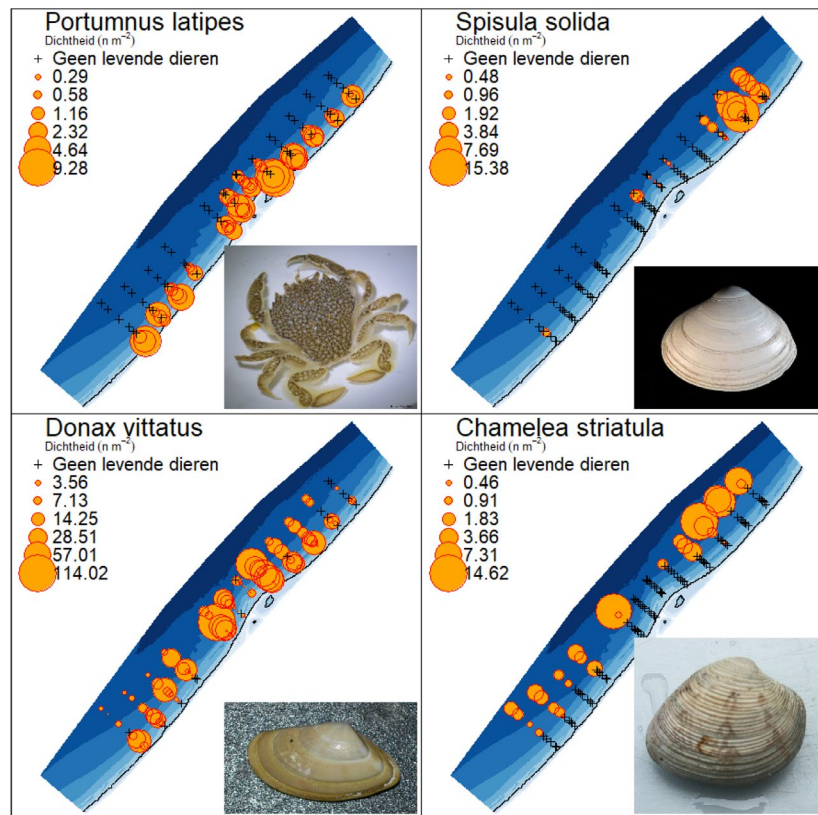 Portumnus latipes
Dichtheid (n m⁻²)
+ Geen levende dieren
0.29
0.58
1.16
2.32
4.64
9.28
Spisula solida
Dichtheid (n m⁻²)
+ Geen levende dieren
0.48
0.96
1.92
3.84
7.69
15.38
Donax vittatus
Dichtheid (n m⁻²)
+ Geen levende dieren
3.56
7.13
14.25
28.51
57.01
114.02
Chamelea striatula
Dichtheid (n m⁻²)
+ Geen levende dieren
0.46
0.91
1.83
3.66
7.31
14.62